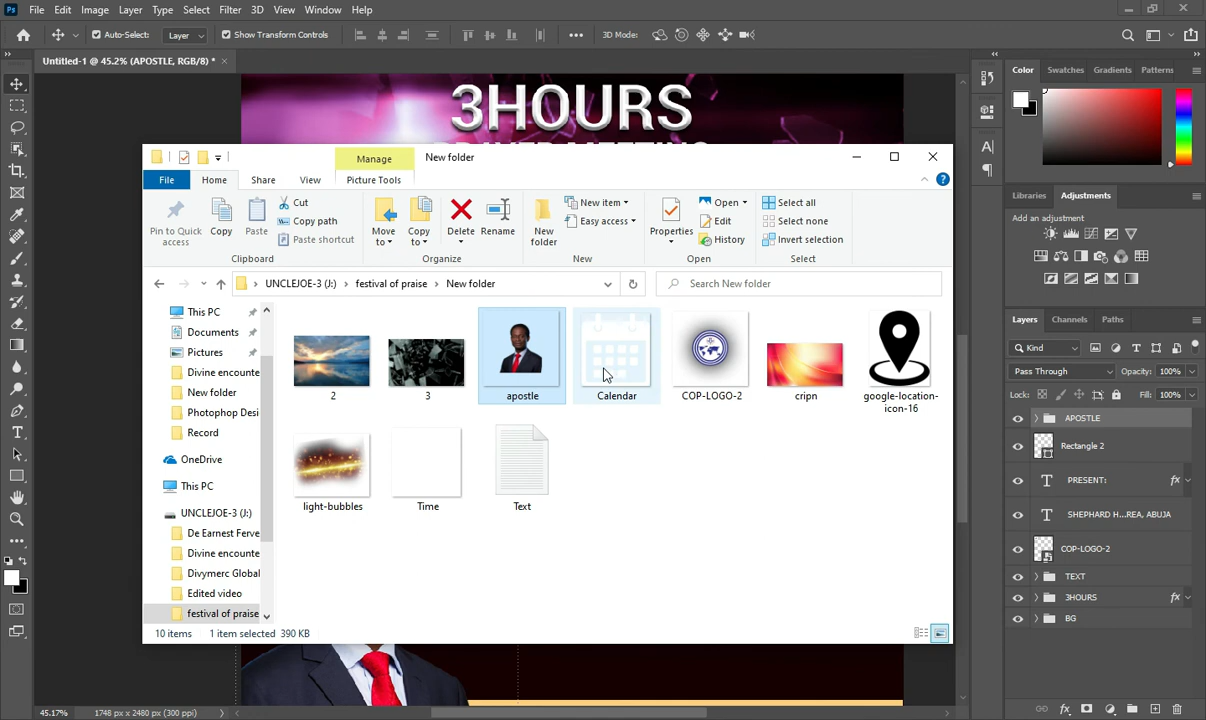 Ps File Edit Image Layer Type Select Filter 3D View Window Help
Auto-Select: Layer Show Transform Controls 3D Mode:
Untitled-1 @ 45.2% (APOSTLE, RGB/8) * ×
3HOURS
Manage New folder
File Home Share View Picture Tools
Pin to Quick access
Copy
Paste
Cut
Copy path
Paste shortcut
Clipboard
Move to
Copy to
Delete
Rename
Organize
New folder
New item
Easy access
New
Properties
Open
Edit
History
Open
Select all
Select none
Invert selection
Select
UNCLEJOE-3 (J:) festival of praise New folder
Search New folder
This PC
Documents
Pictures
Divine encounte
New folder
Photophop Desi
Record
OneDrive
This PC
UNCLEJOE-3 (J:)
De Earnest Ferve
Divine encounte
Divymerc Global
Edited video
festival of praise
2
3
apostle
Calendar
COP-LOGO-2
cripn
google-location-icon-16
light-bubbles
Time
Text
10 items 1 item selected 390 KB
Color Swatches Gradients Patterns
Libraries Adjustments
Add an adjustment
Layers Channels Paths
Kind
Pass Through Opacity: 100%
Lock: Fill: 100%
APOSTLE
Rectangle 2
T PRESENT: fx
T SHEPHARD H...REA, ABUJA
COP-LOGO-2
TEXT
3HOURS fx
BG
45.17% 1748 px x 2480 px (300 ppi)